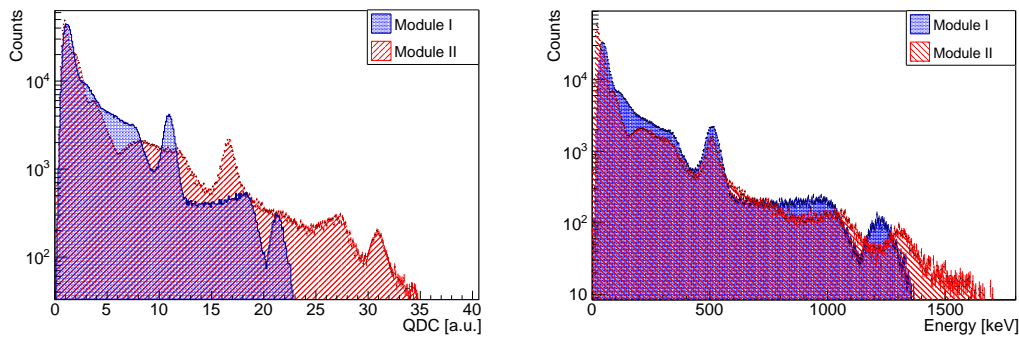 Counts
Module I
Module II
10⁴
10³
10²
0 5 10 15 20 25 30 35 40
QDC [a.u.]
Counts
Module I
Module II
10⁴
10³
10²
10
0 500 1000 1500
Energy [keV]